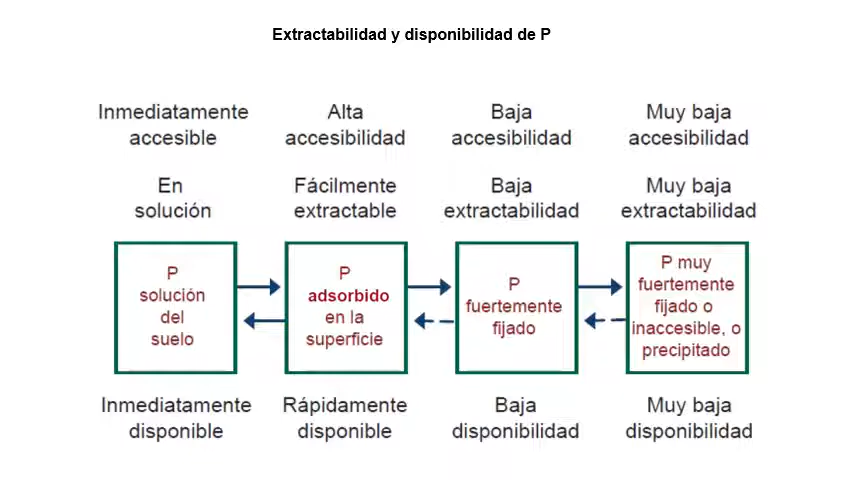 Extractabilidad y disponibilidad de P
Inmediatamente
accesible
Alta
accesibilidad
Baja
accesibilidad
Muy baja
accesibilidad
En
solución
Fácilmente
extractable
Baja
extractabilidad
Muy baja
extractabilidad
P
solución
del
suelo
P
adsorbido
en la
superficie
P
fuertemente
fijado
P muy
fuertemente
fijado o
inaccesible, o
precipitado
Inmediatamente
disponible
Rápidamente
disponible
Baja
disponibilidad
Muy baja
disponibilidad